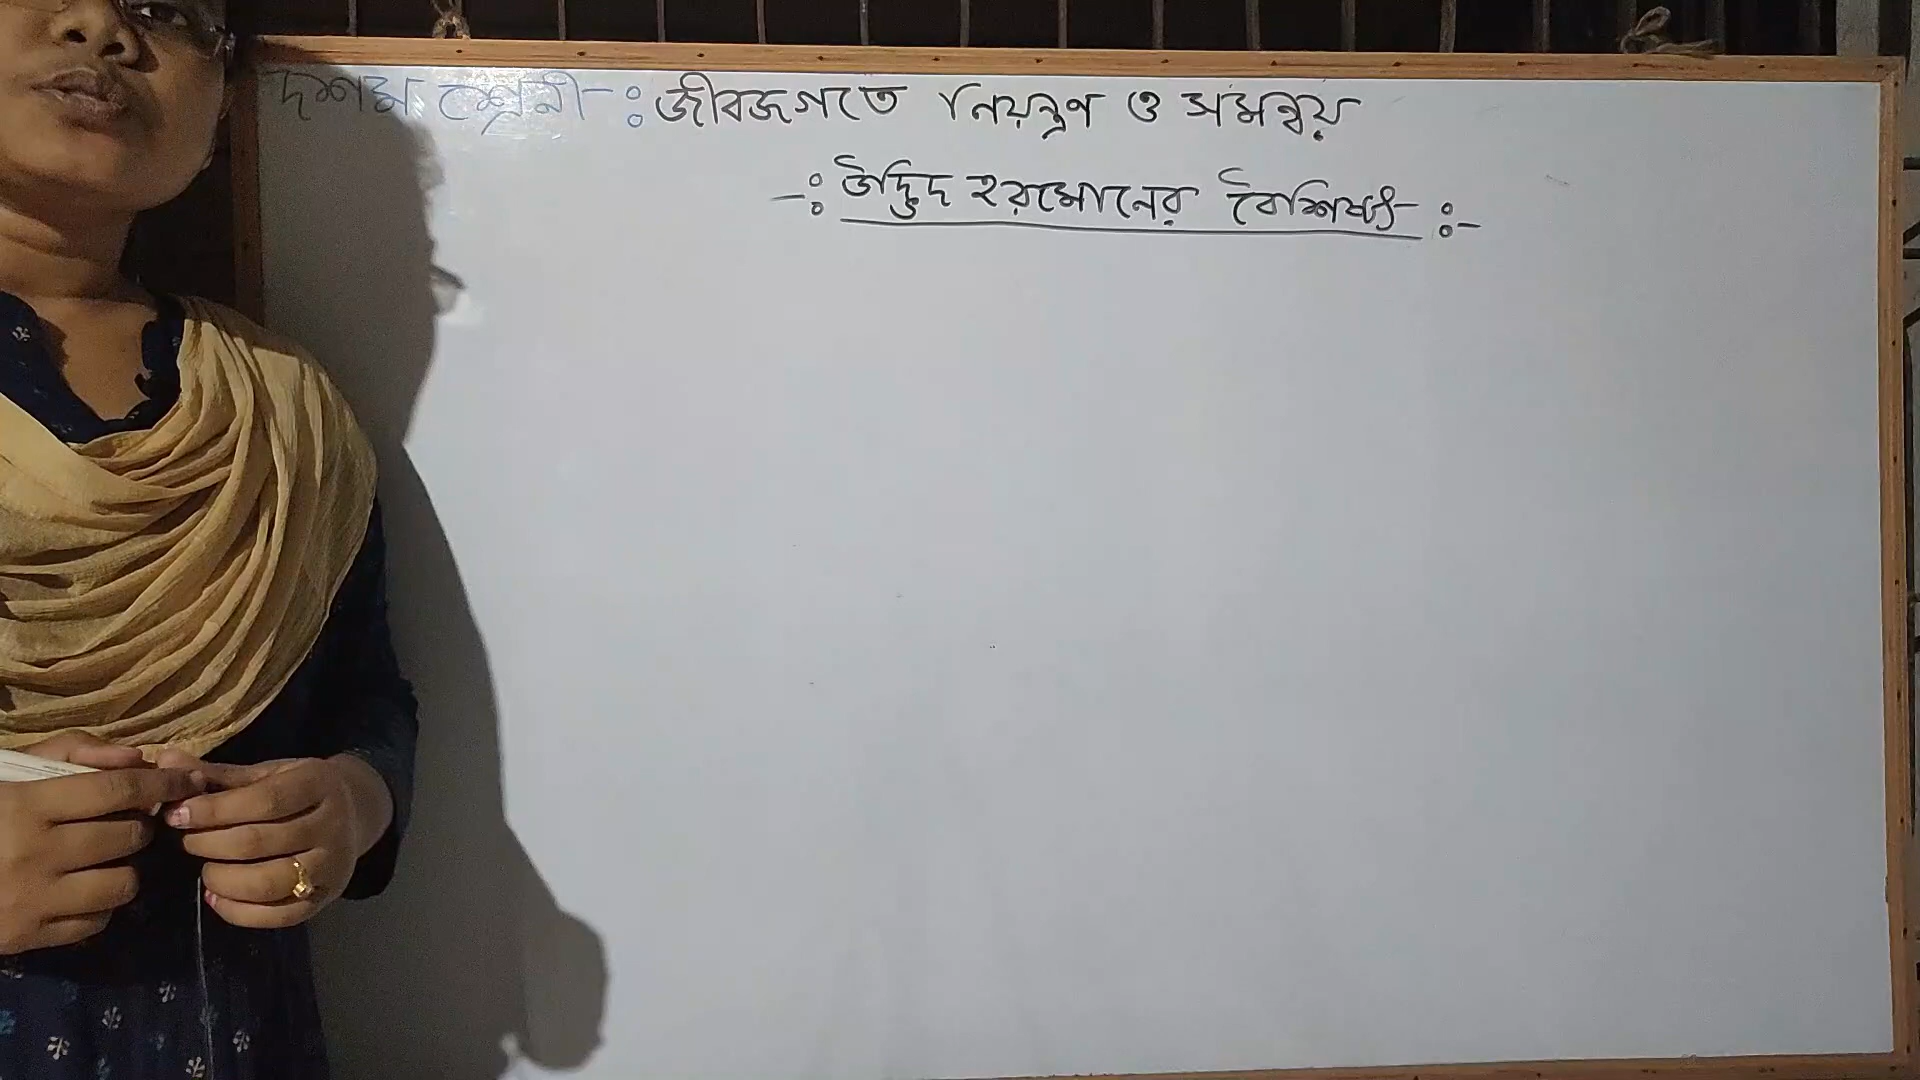 দশম শ্রেনী-: জীবজগতে নিয়ন্ত্রণ ও সমন্বয়
-: উদ্ভিদ হরমোনের বৈশিষ্ট্য :-